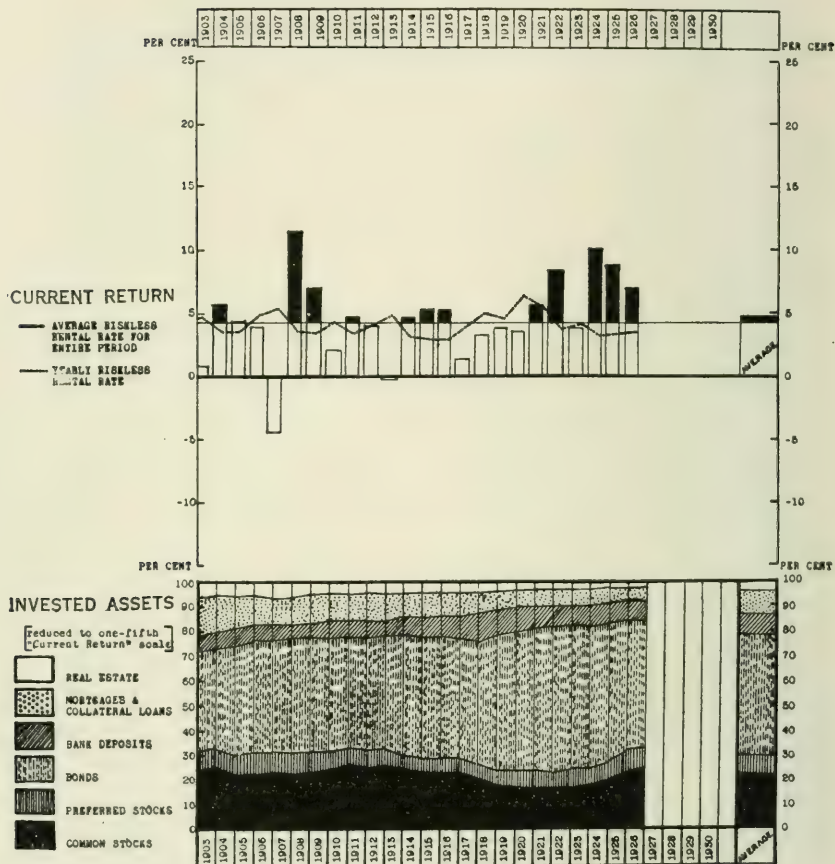 1903 1904 1905 1906 1907 1908 1909 1910 1911 1912 1913 1914 1915 1916 1917 1918 1919 1920 1921 1922 1923 1924 1925 1926 1927 1928 1929 1930
PER CENT PER CENT
25 25
20 20
15 15
10 10
5 5
0 0
-5 -5
-10 -10
PER CENT PER CENT
CURRENT RETURN
AVERAGE RISKLESS
RENTAL RATE FOR
ENTIRE PERIOD
YEARLY RISKLESS
RENTAL RATE
AVERAGE
INVESTED ASSETS
reduced to one-fifth
"Current Return" scale
REAL ESTATE
MORTGAGES &
COLLATERAL LOANS
BANK DEPOSITS
BONDS
PREFERRED STOCKS
COMMON STOCKS
100 100
90 90
80 80
70 70
60 60
50 50
40 40
30 30
20 20
10 10
0 0
1903 1904 1905 1906 1907 1908 1909 1910 1911 1912 1913 1914 1915 1916 1917 1918 1919 1920 1921 1922 1923 1924 1925 1926 1927 1928 1929 1930
AVERAGE